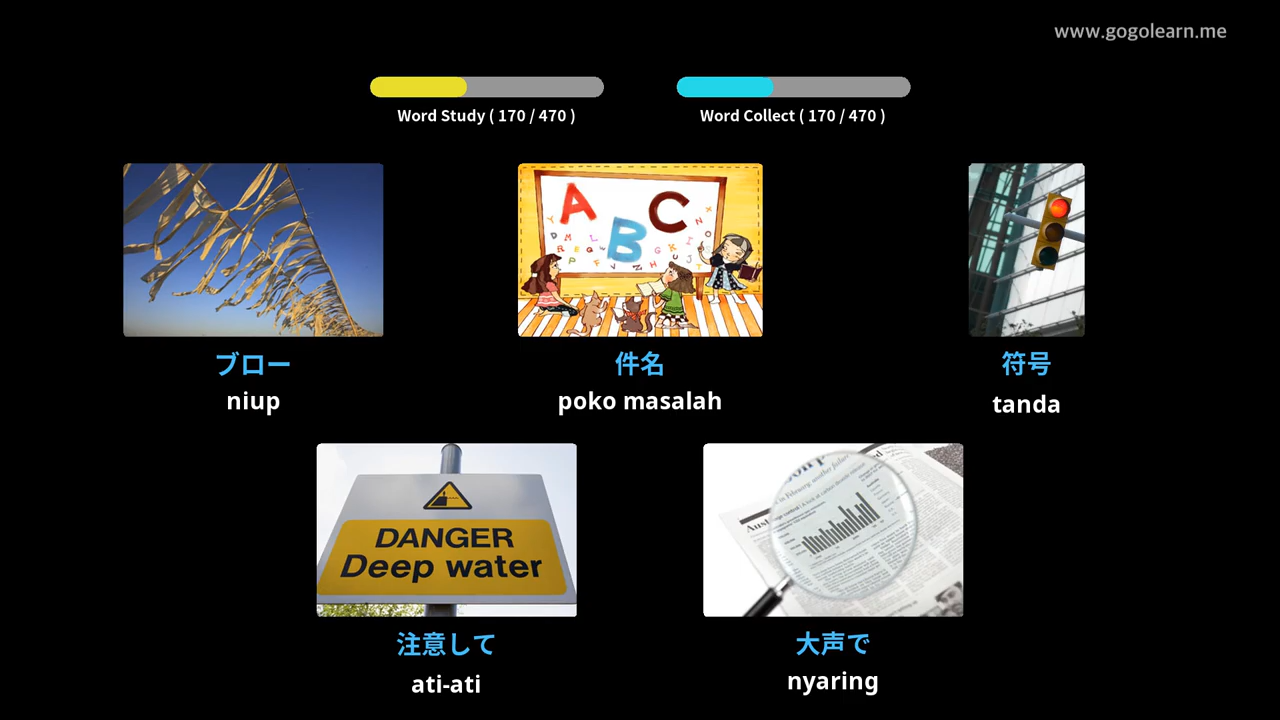 www.gogolearn.me
Word Study ( 170 / 470 )
Word Collect ( 170 / 470 )
A B C
ブロー
niup
件名
poko masalah
符号
tanda
DANGER
Deep water
注意して
ati-ati
大声で
nyaring